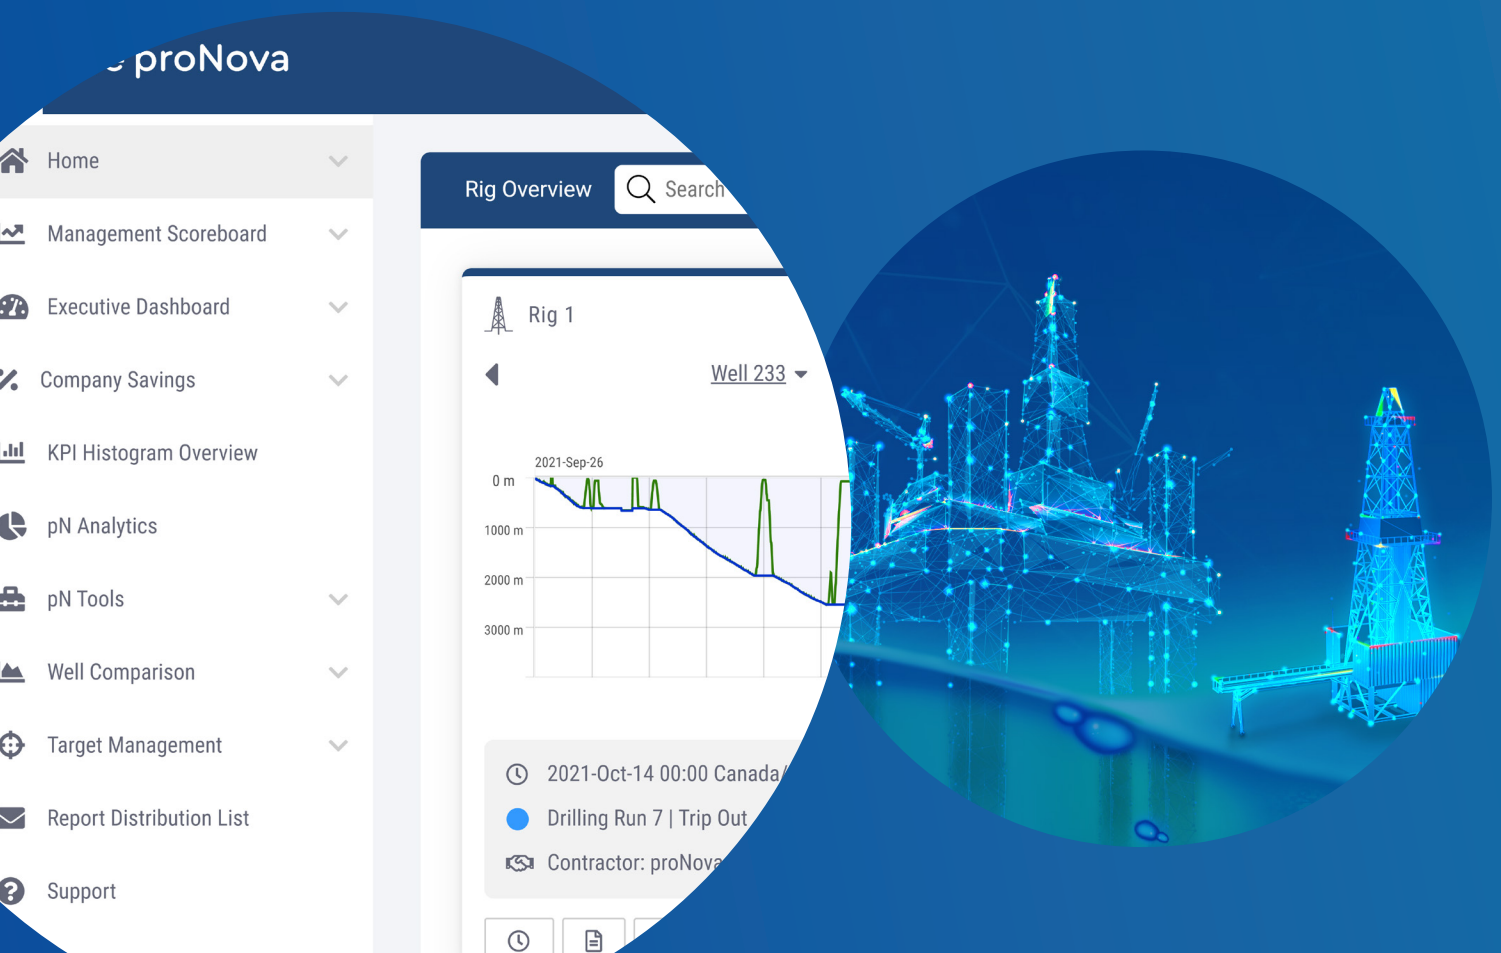 proNova
Home
Management Scoreboard
Executive Dashboard
Company Savings
KPI Histogram Overview
pN Analytics
pN Tools
Well Comparison
Target Management
Report Distribution List
Support
Rig Overview
Search
Rig 1
Well 233
2021-Sep-26
0 m
1000 m
2000 m
3000 m
2021-Oct-14 00:00 Canada/
Drilling Run 7 | Trip Out
Contractor: proNova